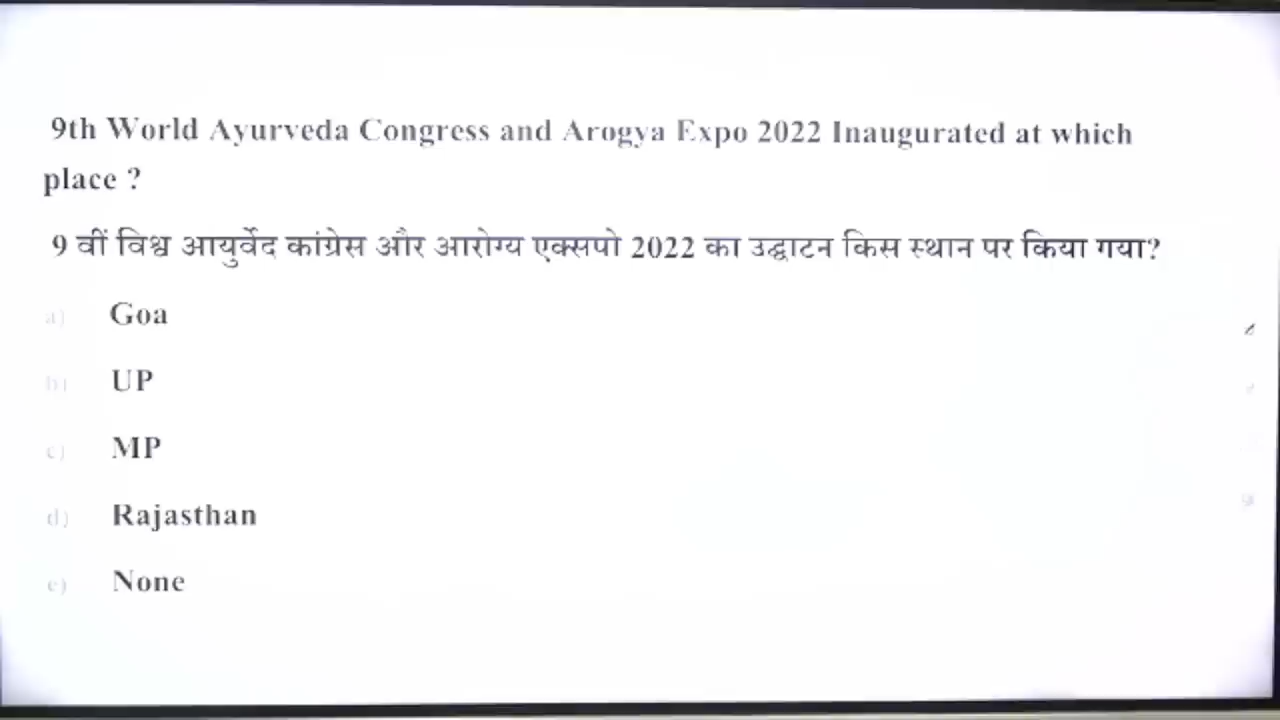 9th World Ayurveda Congress and Arogya Expo 2022 Inaugurated at which
place ?
9 वीं विश्व आयुर्वेद कांग्रेस और आरोग्य एक्सपो 2022 का उद्घाटन किस स्थान पर किया गया?
a) Goa
b) UP
c) MP
d) Rajasthan
e) None